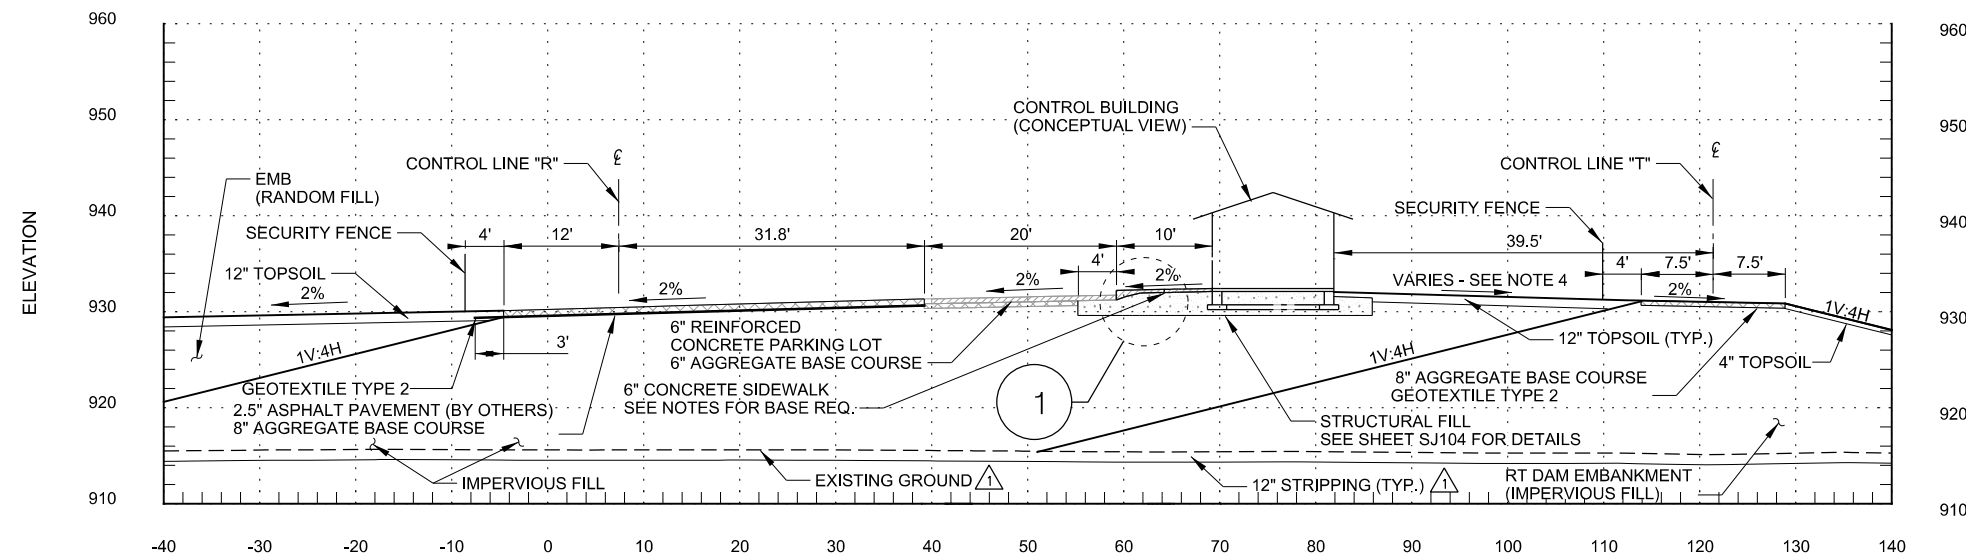 960
960
950
950
940
940
930
930
920
920
910
910
ELEVATION
CONTROL BUILDING
(CONCEPTUAL VIEW)
CONTROL LINE "R"
℄
CONTROL LINE "T"
℄
EMB
(RANDOM FILL)
SECURITY FENCE
SECURITY FENCE
4'
12'
31.8'
20'
10'
39.5'
12" TOPSOIL
2%
2%
2%
4'
2%
VARIES - SEE NOTE 4
4'
7.5'
7.5'
2%
1V:4H
1V:4H
3'
6" REINFORCED
CONCRETE PARKING LOT
6" AGGREGATE BASE COURSE
1V:4H
12" TOPSOIL (TYP.)
4" TOPSOIL
GEOTEXTILE TYPE 2
2.5" ASPHALT PAVEMENT (BY OTHERS)
8" AGGREGATE BASE COURSE
6" CONCRETE SIDEWALK
SEE NOTES FOR BASE REQ.
1
8" AGGREGATE BASE COURSE
GEOTEXTILE TYPE 2
STRUCTURAL FILL
SEE SHEET SJ104 FOR DETAILS
IMPERVIOUS FILL
EXISTING GROUND 1
12" STRIPPING (TYP.) 1
RT DAM EMBANKMENT
(IMPERVIOUS FILL)
-40 -30 -20 -10 0 10 20 30 40 50 60 70 80 90 100 110 120 130 140